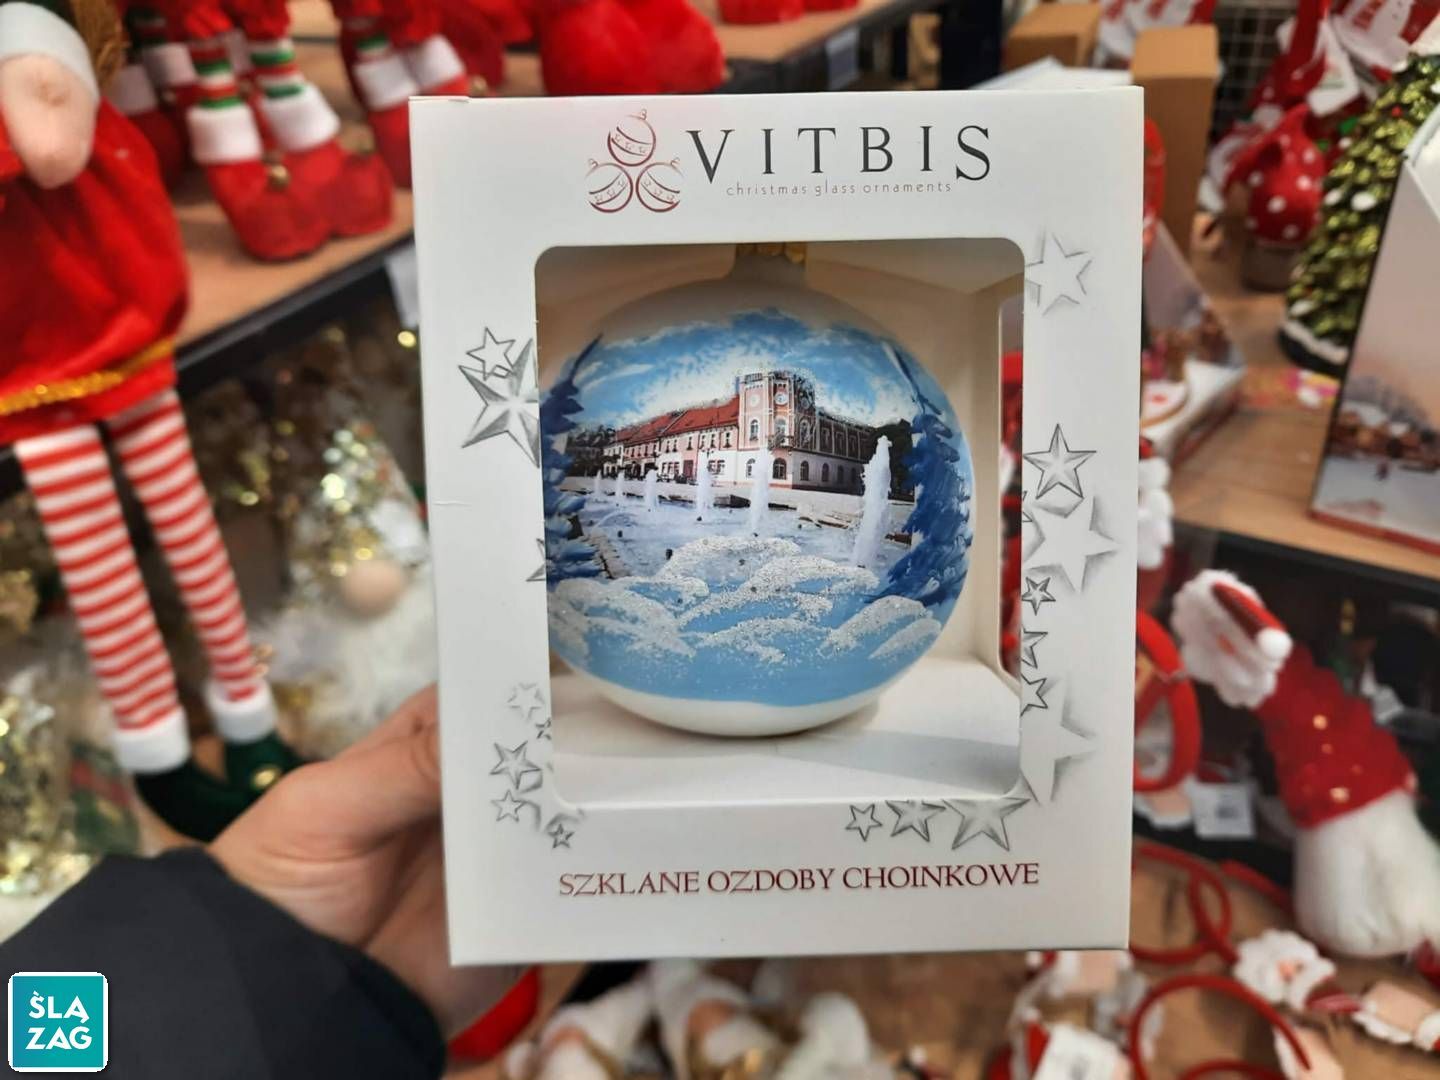 VITBIS
christmas glass ornaments
SZKLANE OZDOBY CHOINKOWE
ŚLĄ
ZAG